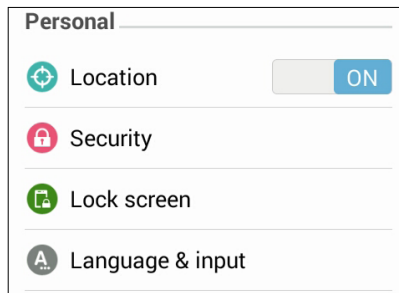 Personal
Location ON
Security
Lock screen
Language & input